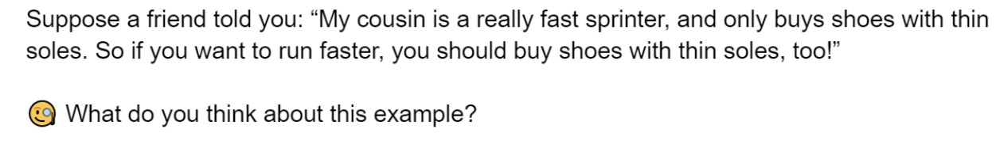 Suppose a friend told you: “My cousin is a really fast sprinter, and only buys shoes with thin
soles. So if you want to run faster, you should buy shoes with thin soles, too!”
🧐 What do you think about this example?